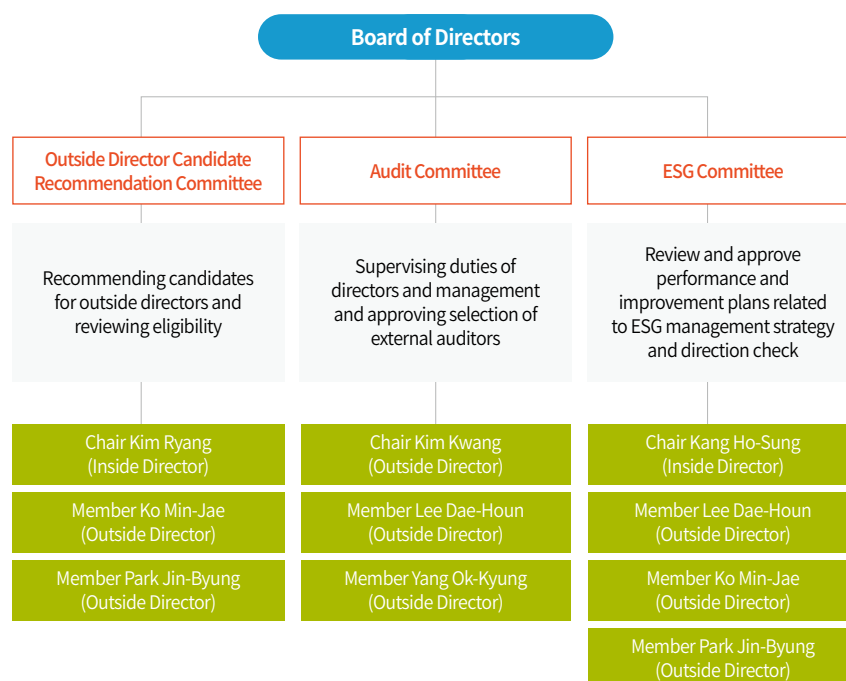 Board of Directors
Outside Director Candidate
Recommendation Committee
Recommending candidates
for outside directors and
reviewing eligibility
Chair Kim Ryang
(Inside Director)
Member Ko Min-Jae
(Outside Director)
Member Park Jin-Byung
(Outside Director)
Audit Committee
Supervising duties of
directors and management
and approving selection of
external auditors
Chair Kim Kwang
(Outside Director)
Member Lee Dae-Houn
(Outside Director)
Member Yang Ok-Kyung
(Outside Director)
ESG Committee
Review and approve
performance and
improvement plans related
to ESG management strategy
and direction check
Chair Kang Ho-Sung
(Inside Director)
Member Lee Dae-Houn
(Outside Director)
Member Ko Min-Jae
(Outside Director)
Member Park Jin-Byung
(Outside Director)